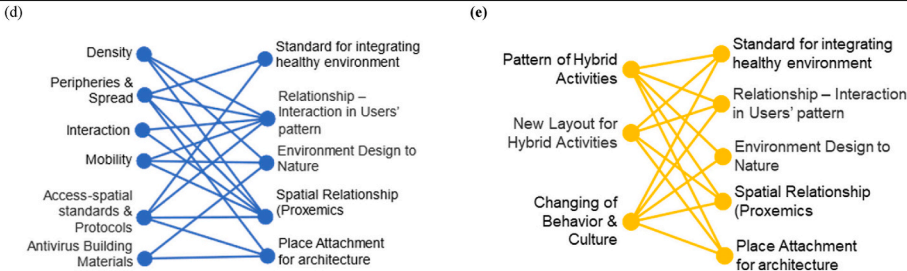 (d)
Density
Peripheries &
Spread
Interaction
Mobility
Access-spatial
standards &
Protocols
Antivirus Building
Materials
Standard for integrating
healthy environment
Relationship –
Interaction in Users'
pattern
Environment Design to
Nature
Spatial Relationship
(Proxemics
Place Attachment
for architecture
(e)
Pattern of Hybrid
Activities
New Layout for
Hybrid Activities
Changing of
Behavior &
Culture
Standard for integrating
healthy environment
Relationship – Interaction
in Users' pattern
Environment Design to
Nature
Spatial Relationship
(Proxemics
Place Attachment
for architecture